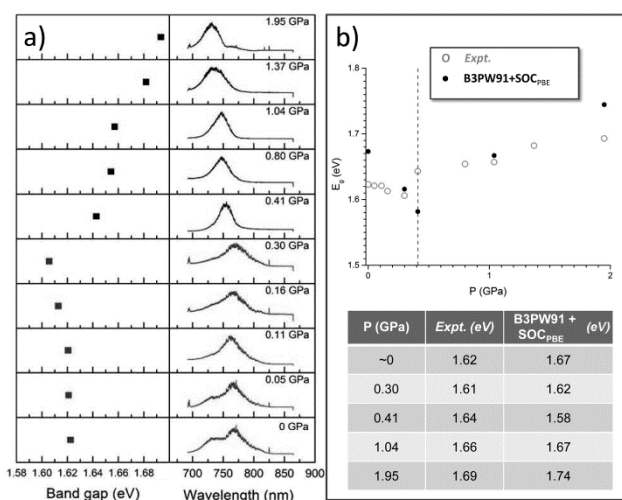 a)
1.95 GPa
1.37 GPa
1.04 GPa
0.80 GPa
0.41 GPa
0.30 GPa
0.16 GPa
0.11 GPa
0.05 GPa
0 GPa
1.58 1.60 1.62 1.64 1.66 1.68
700 750 800 850 900
Band gap (eV)
Wavelength (nm)
b)
Expt.
B3PW91+SOCPBE
1.8
1.7
1.6
1.5
Eg (eV)
0 1 2
P (GPa)
P (GPa) Expt. (eV) B3PW91 + SOCPBE (eV)
~0 1.62 1.67
0.30 1.61 1.62
0.41 1.64 1.58
1.04 1.66 1.67
1.95 1.69 1.74